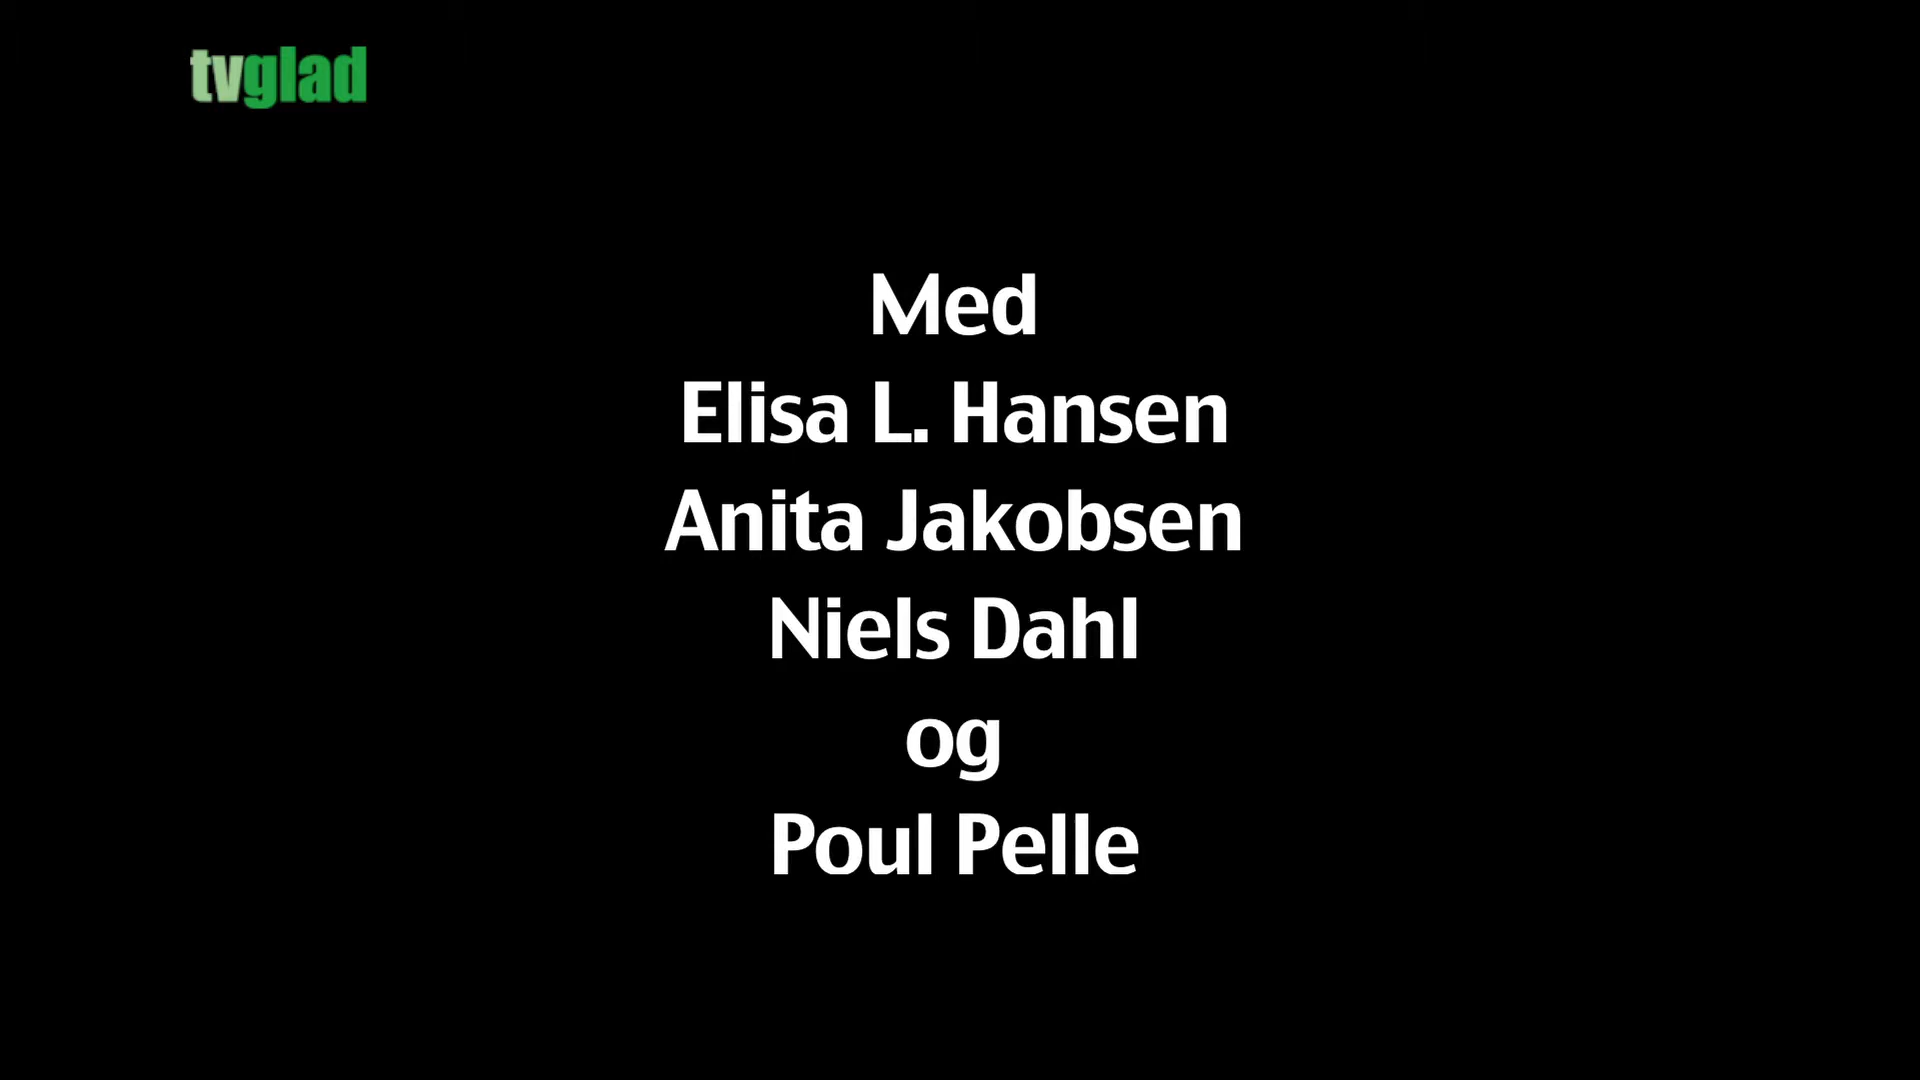 tvglad
Med
Elisa L. Hansen
Anita Jakobsen
Niels Dahl
og
Poul Pelle